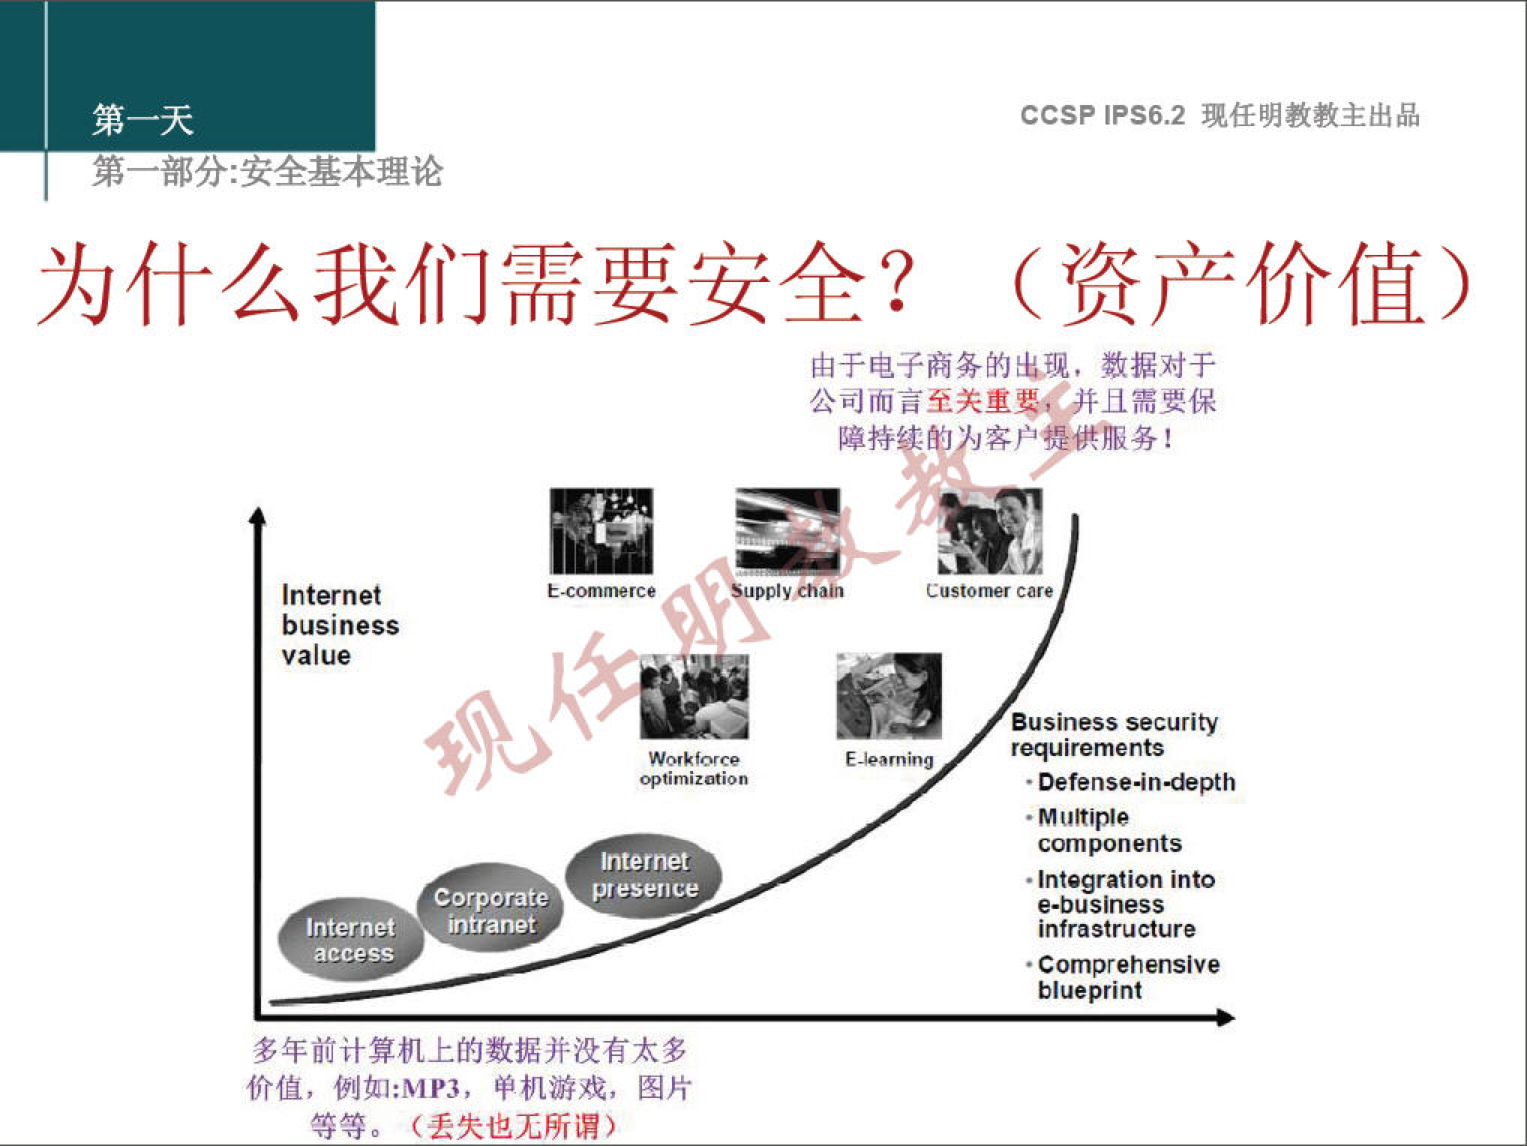 第一天
CCSP IPS6.2 现任明教教主出品
第一部分:安全基本理论
为什么我们需要安全？（资产价值）
由于电子商务的出现，数据对于
公司而言至关重要，并且需要保
障持续的为客户提供服务！
E-commerce
Supply chain
Customer care
Internet
business
value
Workforce
optimization
E-learning
Business security
requirements
·Defense-in-depth
·Multiple
components
·Integration into
e-business
infrastructure
·Comprehensive
blueprint
Internet
presence
Corporate
intranet
Internet
access
多年前计算机上的数据并没有太多
价值，例如:MP3，单机游戏，图片
等等。（丢失也无所谓）
现任明教教主